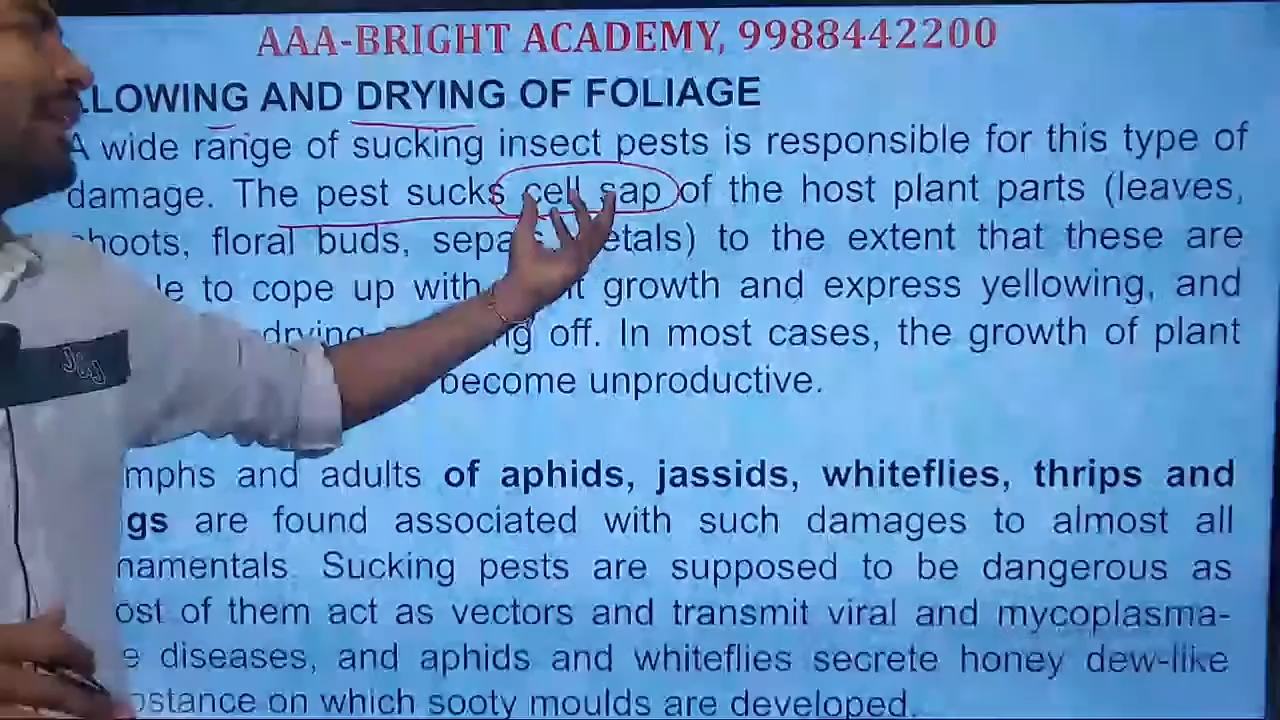 AAA-BRIGHT ACADEMY, 9988442200
LLOWING AND DRYING OF FOLIAGE
A wide range of sucking insect pests is responsible for this type of
damage. The pest sucks cell sap of the host plant parts (leaves,
hoots, floral buds, sepa etals) to the extent that these are
le to cope up with growth and express yellowing, and
drying off. In most cases, the growth of plant
become unproductive.
mphs and adults of aphids, jassids, whiteflies, thrips and
gs are found associated with such damages to almost all
namentals. Sucking pests are supposed to be dangerous as
ost of them act as vectors and transmit viral and mycoplasma-
e diseases, and aphids and whiteflies secrete honey dew-like
bstance on which sooty moulds are developed.